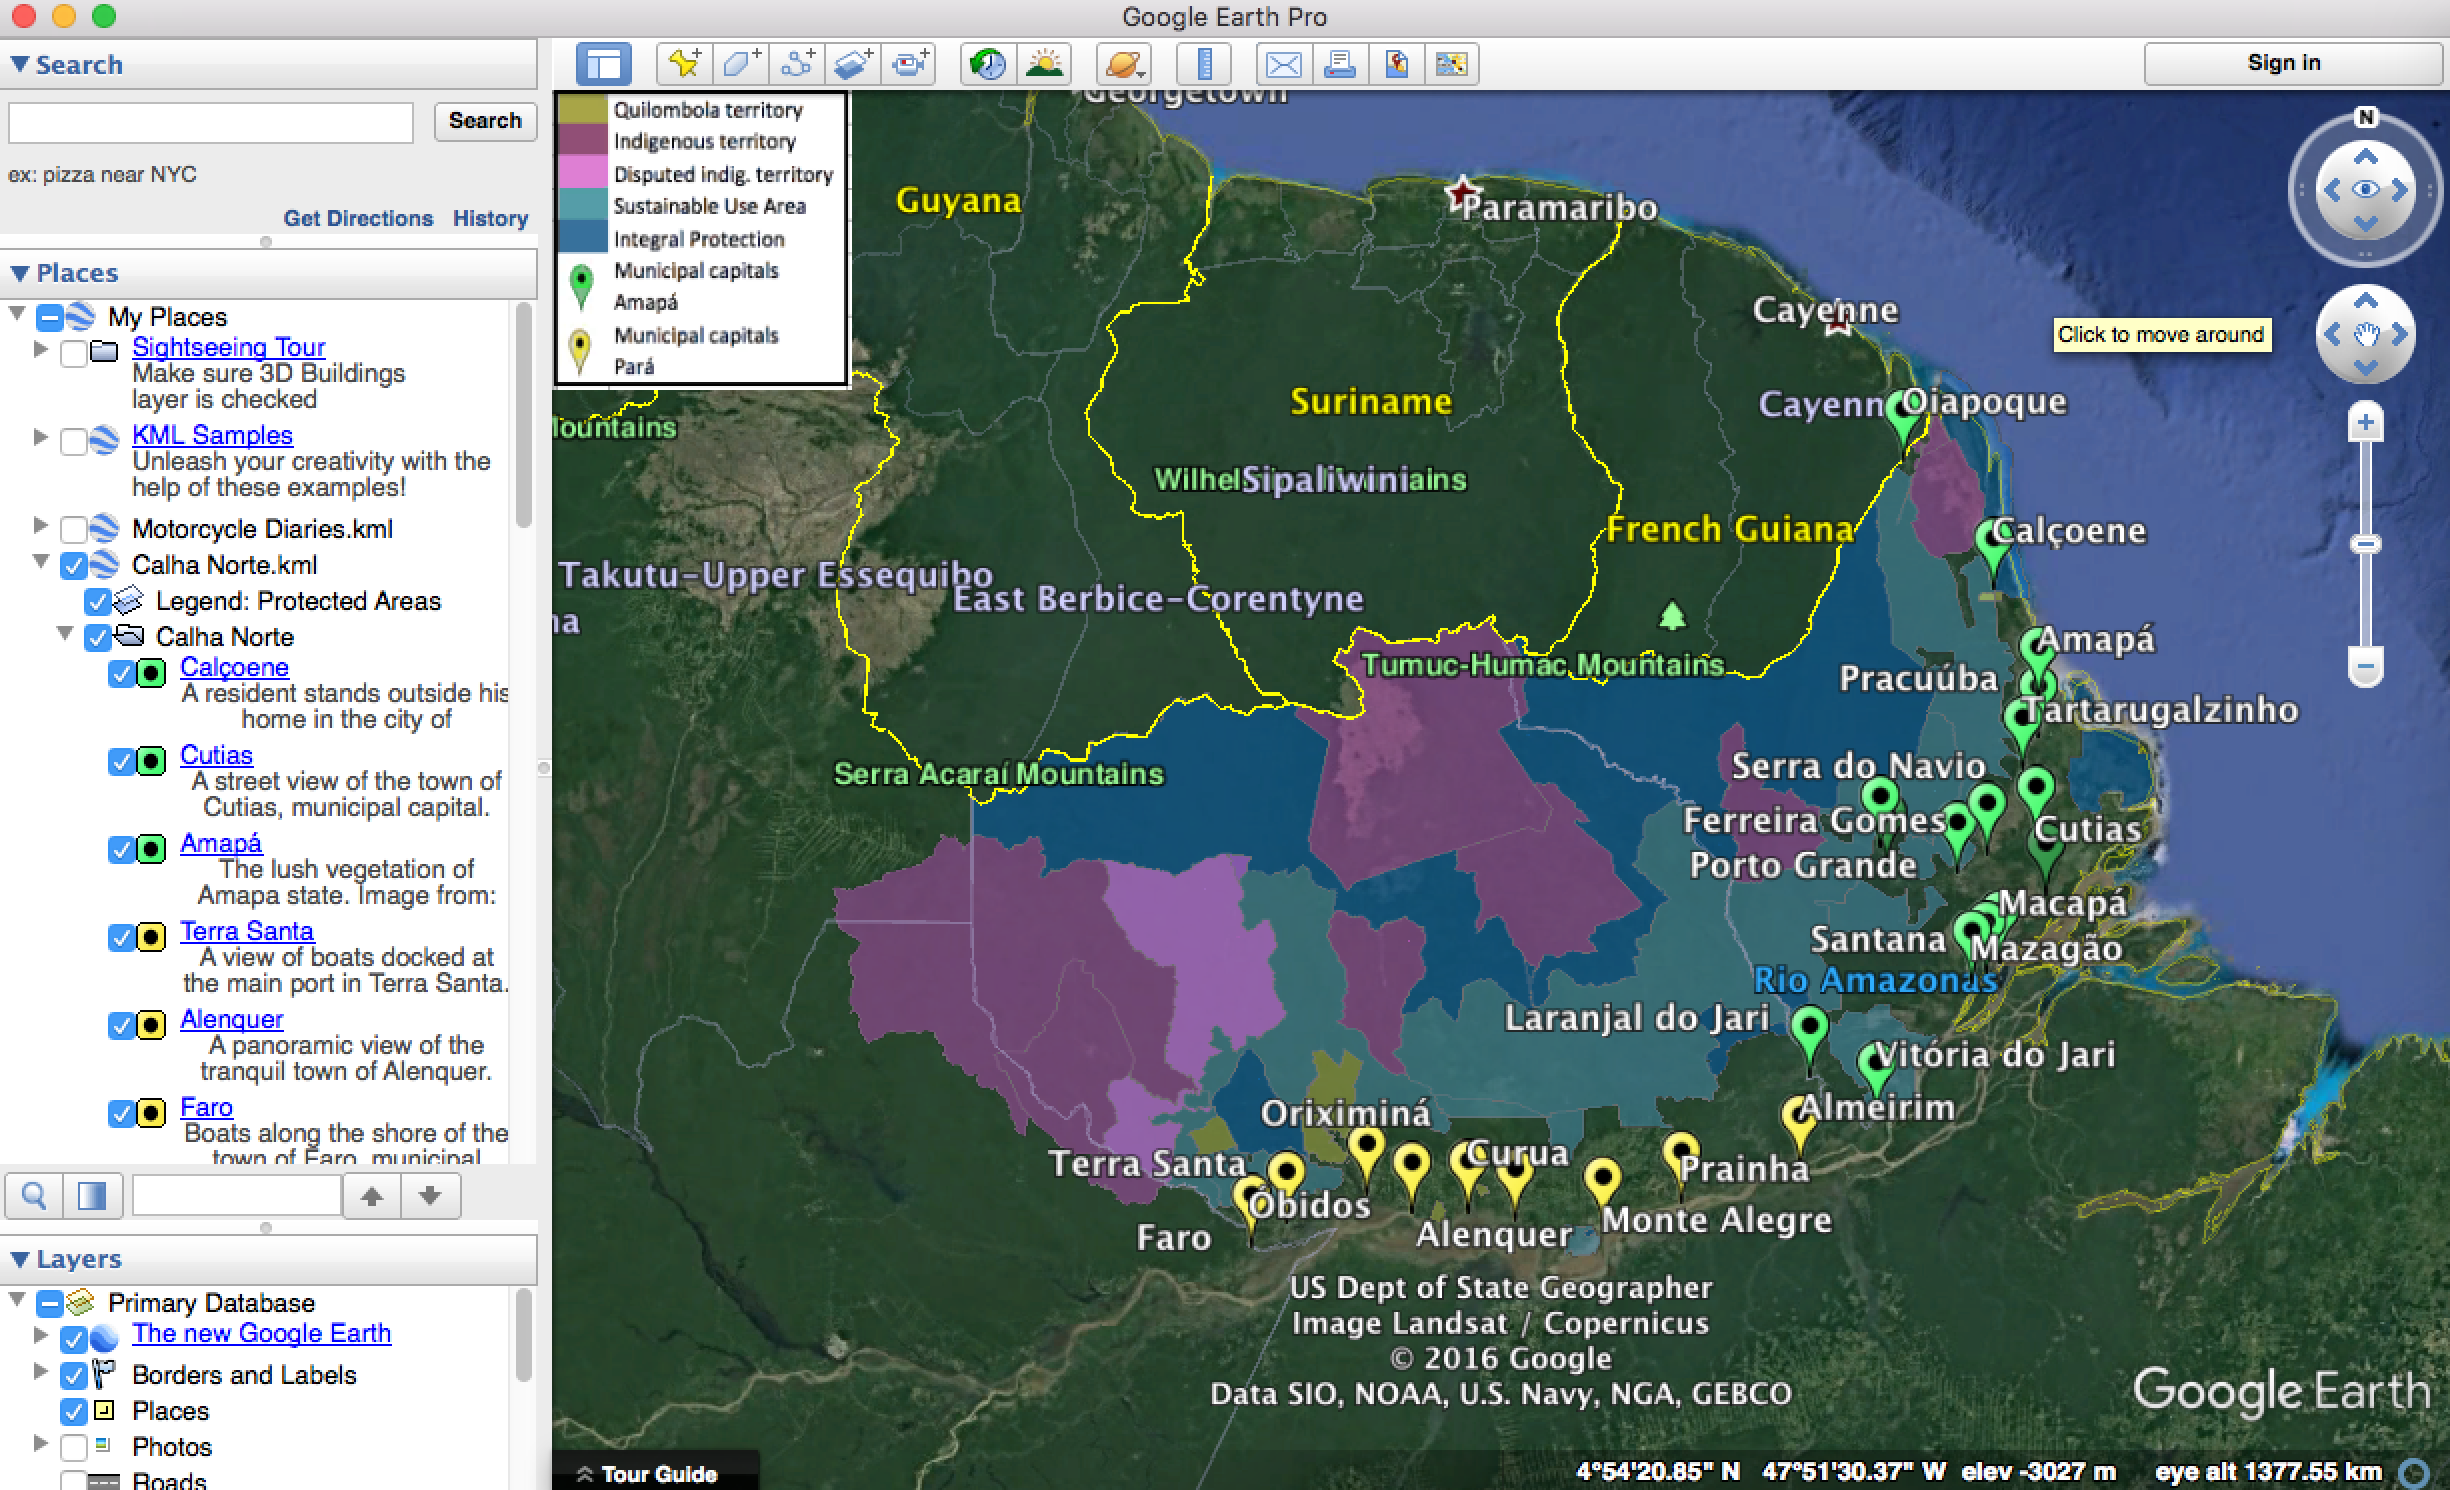 Google Earth Pro
Search
Search
ex: pizza near NYC
Get Directions History
Places
My Places
Sightseeing Tour
Make sure 3D Buildings
layer is checked
KML Samples
Unleash your creativity with the
help of these examples!
Motorcycle Diaries.kml
Calha Norte.kml
Legend: Protected Areas
Calha Norte
Calçoene
A resident stands outside his
home in the city of
Cutias
A street view of the town of
Cutias, municipal capital.
Amapá
The lush vegetation of
Amapa state. Image from:
Terra Santa
A view of boats docked at
the main port in Terra Santa.
Alenquer
A panoramic view of the
tranquil town of Alenquer.
Faro
Boats along the shore of the
town of Faro, municipal
Layers
Primary Database
The new Google Earth
Borders and Labels
Places
Photos
Roads
Sign in
Quilombola territory
Indigenous territory
Disputed indig. territory
Sustainable Use Area
Integral Protection
Municipal capitals
Amapá
Municipal capitals
Pará
N
Click to move around
Georgetown
Guyana
Paramaribo
Cayenne
Suriname
Cayenn
Oiapoque
ountains
Wilhel
Sipaliwini
ains
French Guiana
Calçoene
Takutu-Upper Essequibo
East Berbice-Corentyne
na
Amapá
Tumuc-Humac Mountains
Pracuúba
Tartarugalzinho
Serra Acaraí Mountains
Serra do Navio
Ferreira Gomes
Cutias
Porto Grande
Macapá
Santana
Mazagão
Rio Amazonas
Laranjal do Jari
Vitória do Jari
Oriximiná
Almeirim
Terra Santa
Curua
Prainha
Óbidos
Faro
Alenquer
Monte Alegre
US Dept of State Geographer
Image Landsat / Copernicus
© 2016 Google
Data SIO, NOAA, U.S. Navy, NGA, GEBCO
Google Earth
Tour Guide
4°54'20.85" N 47°51'30.37" W elev -3027 m eye alt 1377.55 km